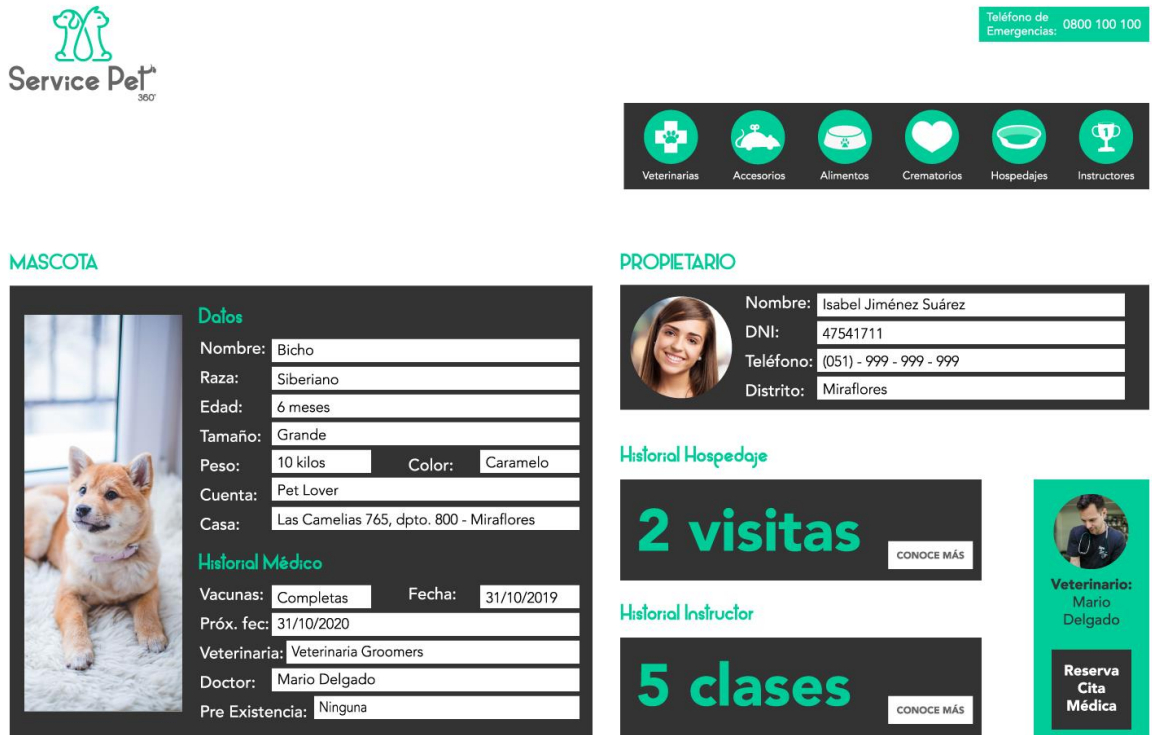 Service Pet
360°
Teléfono de
Emergencias: 0800 100 100
Veterinarias Accesorios Alimentos Crematorios Hospedajes Instructores
MASCOTA
Datos
Nombre: Bicho
Raza: Siberiano
Edad: 6 meses
Tamaño: Grande
Peso: 10 kilos Color: Caramelo
Cuenta: Pet Lover
Casa: Las Camelias 765, dpto. 800 - Miraflores
Historial Médico
Vacunas: Completas Fecha: 31/10/2019
Próx. fec: 31/10/2020
Veterinaria: Veterinaria Groomers
Doctor: Mario Delgado
Pre Existencia: Ninguna
PROPIETARIO
Nombre: Isabel Jiménez Suárez
DNI: 47541711
Teléfono: (051) - 999 - 999 - 999
Distrito: Miraflores
Historial Hospedaje
2 visitas
CONOCE MÁS
Historial Instructor
5 clases
CONOCE MÁS
Veterinario:
Mario
Delgado
Reserva
Cita
Médica